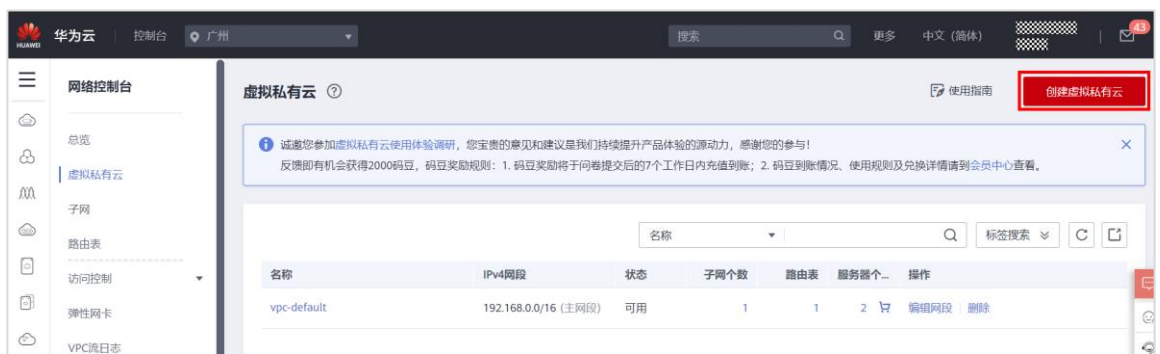 HUAWEI 华为云 控制台 广州 搜索 更多 中文 (简体) 43
网络控制台
虚拟私有云 使用指南 创建虚拟私有云
总览
诚邀您参加虚拟私有云使用体验调研，您宝贵的意见和建议是我们持续提升产品体验的源动力，感谢您的参与！
反馈即有机会获得2000码豆，码豆奖励规则：1. 码豆奖励将于问卷提交后的7个工作日内充值到账；2. 码豆到账情况、使用规则及兑换详情请到会员中心查看。
虚拟私有云
子网
路由表
访问控制
弹性网卡
VPC流日志
名称 标签搜索
名称 IPv4网段 状态 子网个数 路由表 服务器个... 操作
vpc-default 192.168.0.0/16 (主网段) 可用 1 1 2 编辑网段 删除